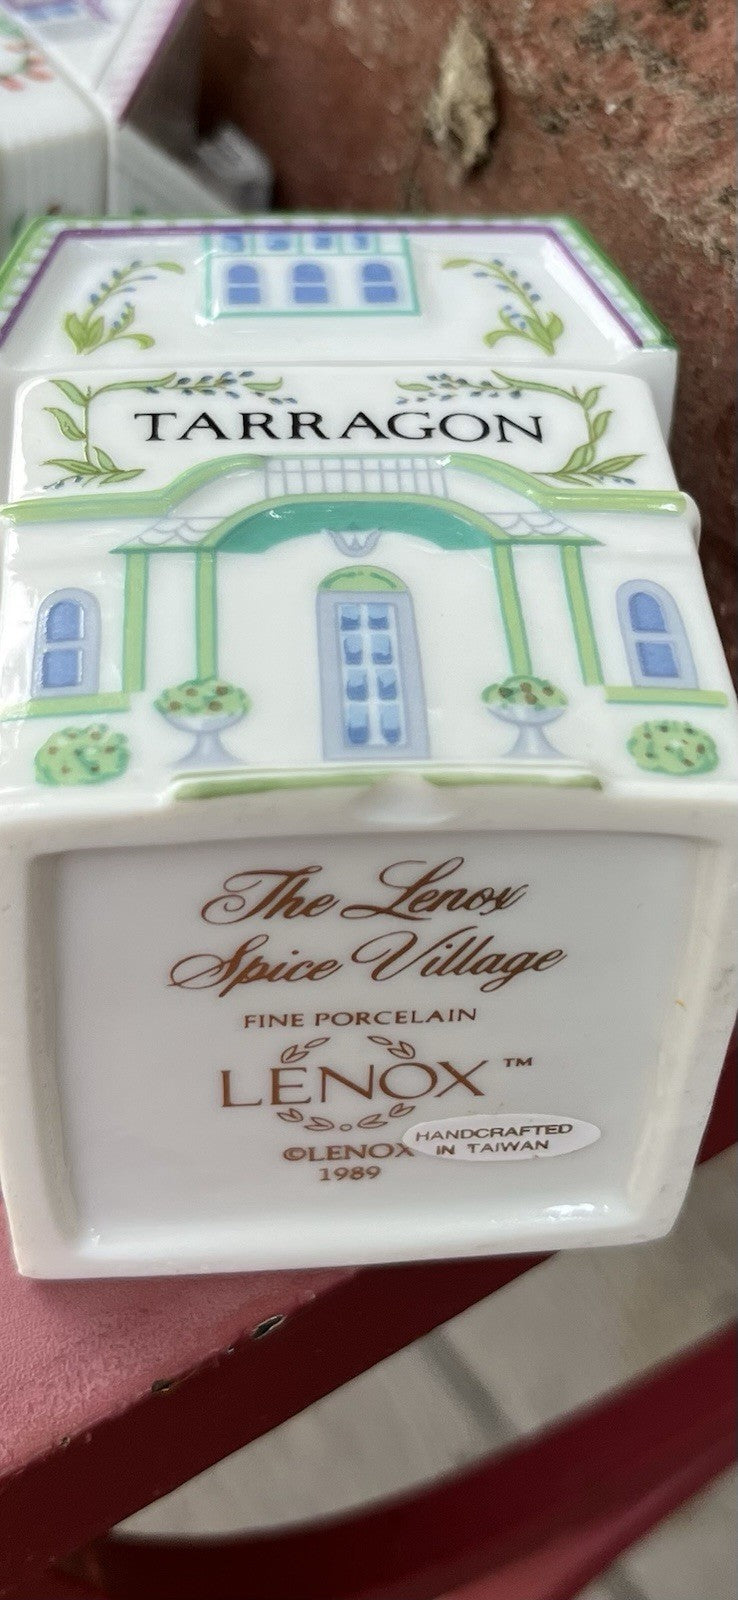 TARRAGON
The Lenox
Spice Village
FINE PORCELAIN
LENOX™
©LENOX
1989
HANDCRAFTED
IN TAIWAN